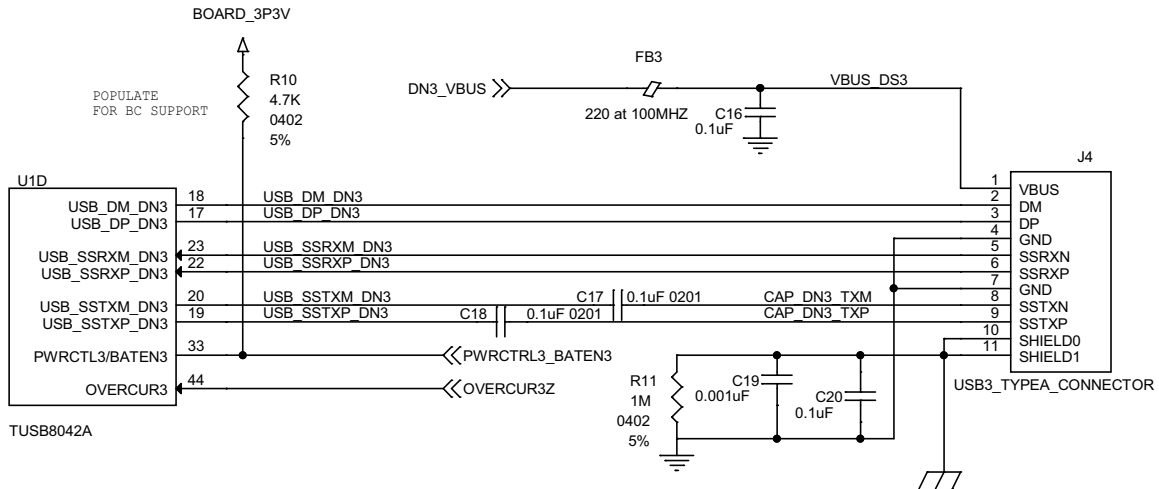 BOARD_3P3V
POPULATE
FOR BC SUPPORT
R10
4.7K
0402
5%
DN3_VBUS
FB3
220 at 100MHZ
VBUS_DS3
C16
0.1uF
U1D
USB_DM_DN3
USB_DP_DN3
USB_SSRXM_DN3
USB_SSRXP_DN3
USB_SSTXM_DN3
USB_SSTXP_DN3
PWRCTL3/BATEN3
OVERCUR3
TUSB8042A
18
17
23
22
20
19
33
44
USB_DM_DN3
USB_DP_DN3
USB_SSRXM_DN3
USB_SSRXP_DN3
USB_SSTXM_DN3
USB_SSTXP_DN3
C17
0.1uF 0201
C18
0.1uF 0201
CAP_DN3_TXM
CAP_DN3_TXP
PWRCTRL3_BATEN3
OVERCUR3Z
R11
1M
0402
5%
C19
0.001uF
C20
0.1uF
J4
1
2
3
4
5
6
7
8
9
10
11
VBUS
DM
DP
GND
SSRXN
SSRXP
GND
SSTXN
SSTXP
SHIELD0
SHIELD1
USB3_TYPEA_CONNECTOR